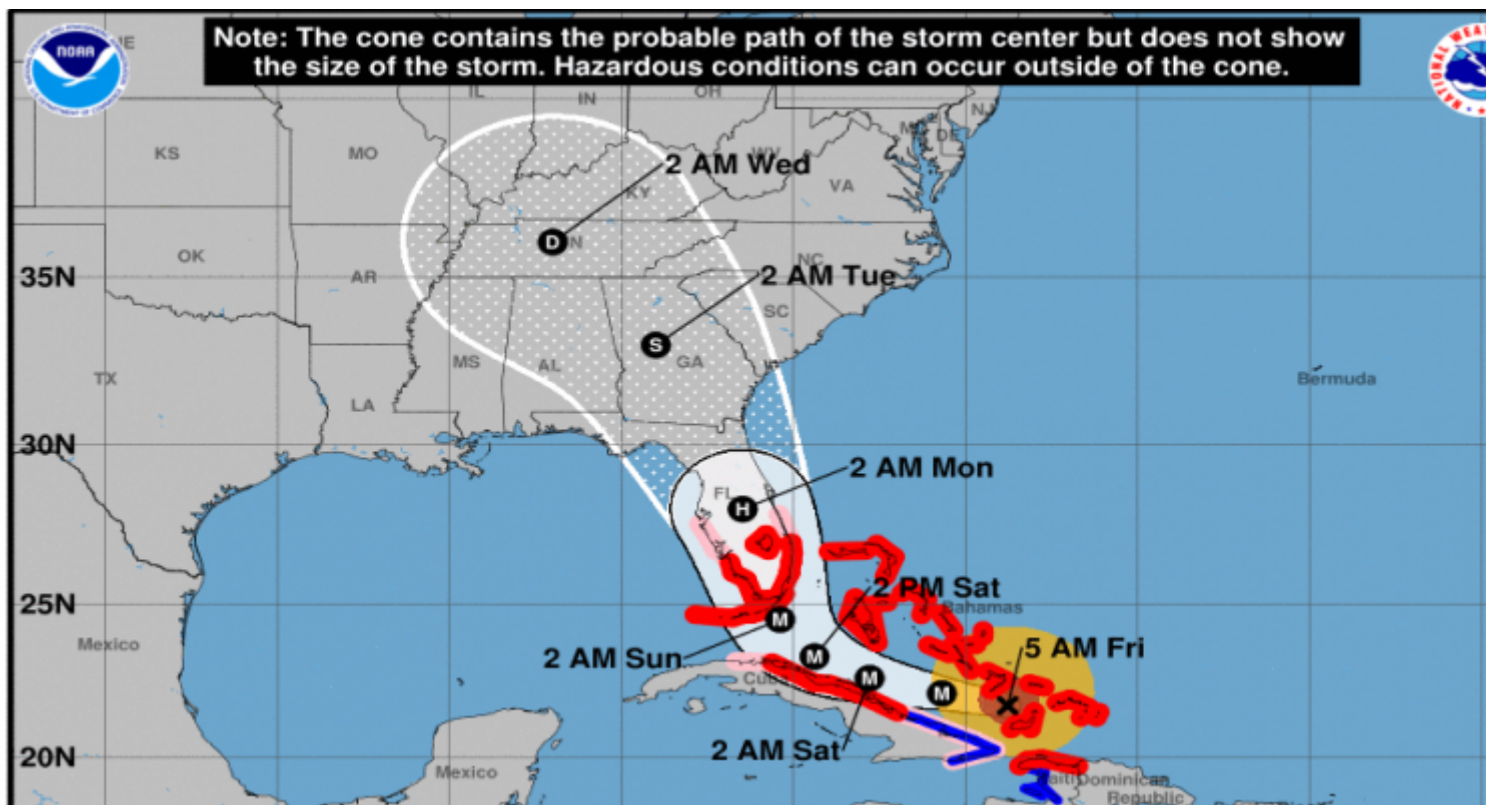 Note: The cone contains the probable path of the storm center but does not show
the size of the storm. Hazardous conditions can occur outside of the cone.
NOAA
IL
IN
OH
NJ
DE
KS
MO
2 AM Wed
KY
VA
OK
2 AM Tue
NC
35N
AR
SC
MS
AL
GA
TX
Bermuda
LA
30N
2 AM Mon
FL
H
D
S
2 PM Sat
25N
Bahamas
M
Mexico
2 AM Sun
M
5 AM Fri
M
M
2 AM Sat
20N
Mexico
Haiti
Dominican
Republic